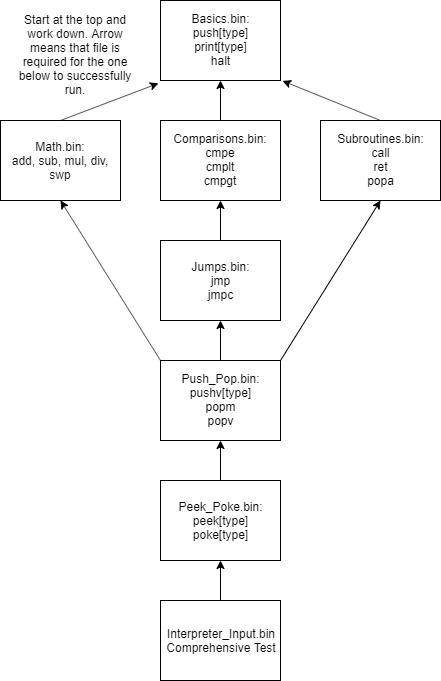 Start at the top and
work down. Arrow
means that file is
required for the one
below to successfully
run.
Basics.bin:
push[type]
print[type]
halt
Math.bin:
add, sub, mul, div,
swp
Comparisons.bin:
cmpe
cmplt
cmpgt
Subroutines.bin:
call
ret
popa
Jumps.bin:
jmp
jmpc
Push_Pop.bin:
pushv[type]
popm
popv
Peek_Poke.bin:
peek[type]
poke[type]
Interpreter_Input.bin
Comprehensive Test